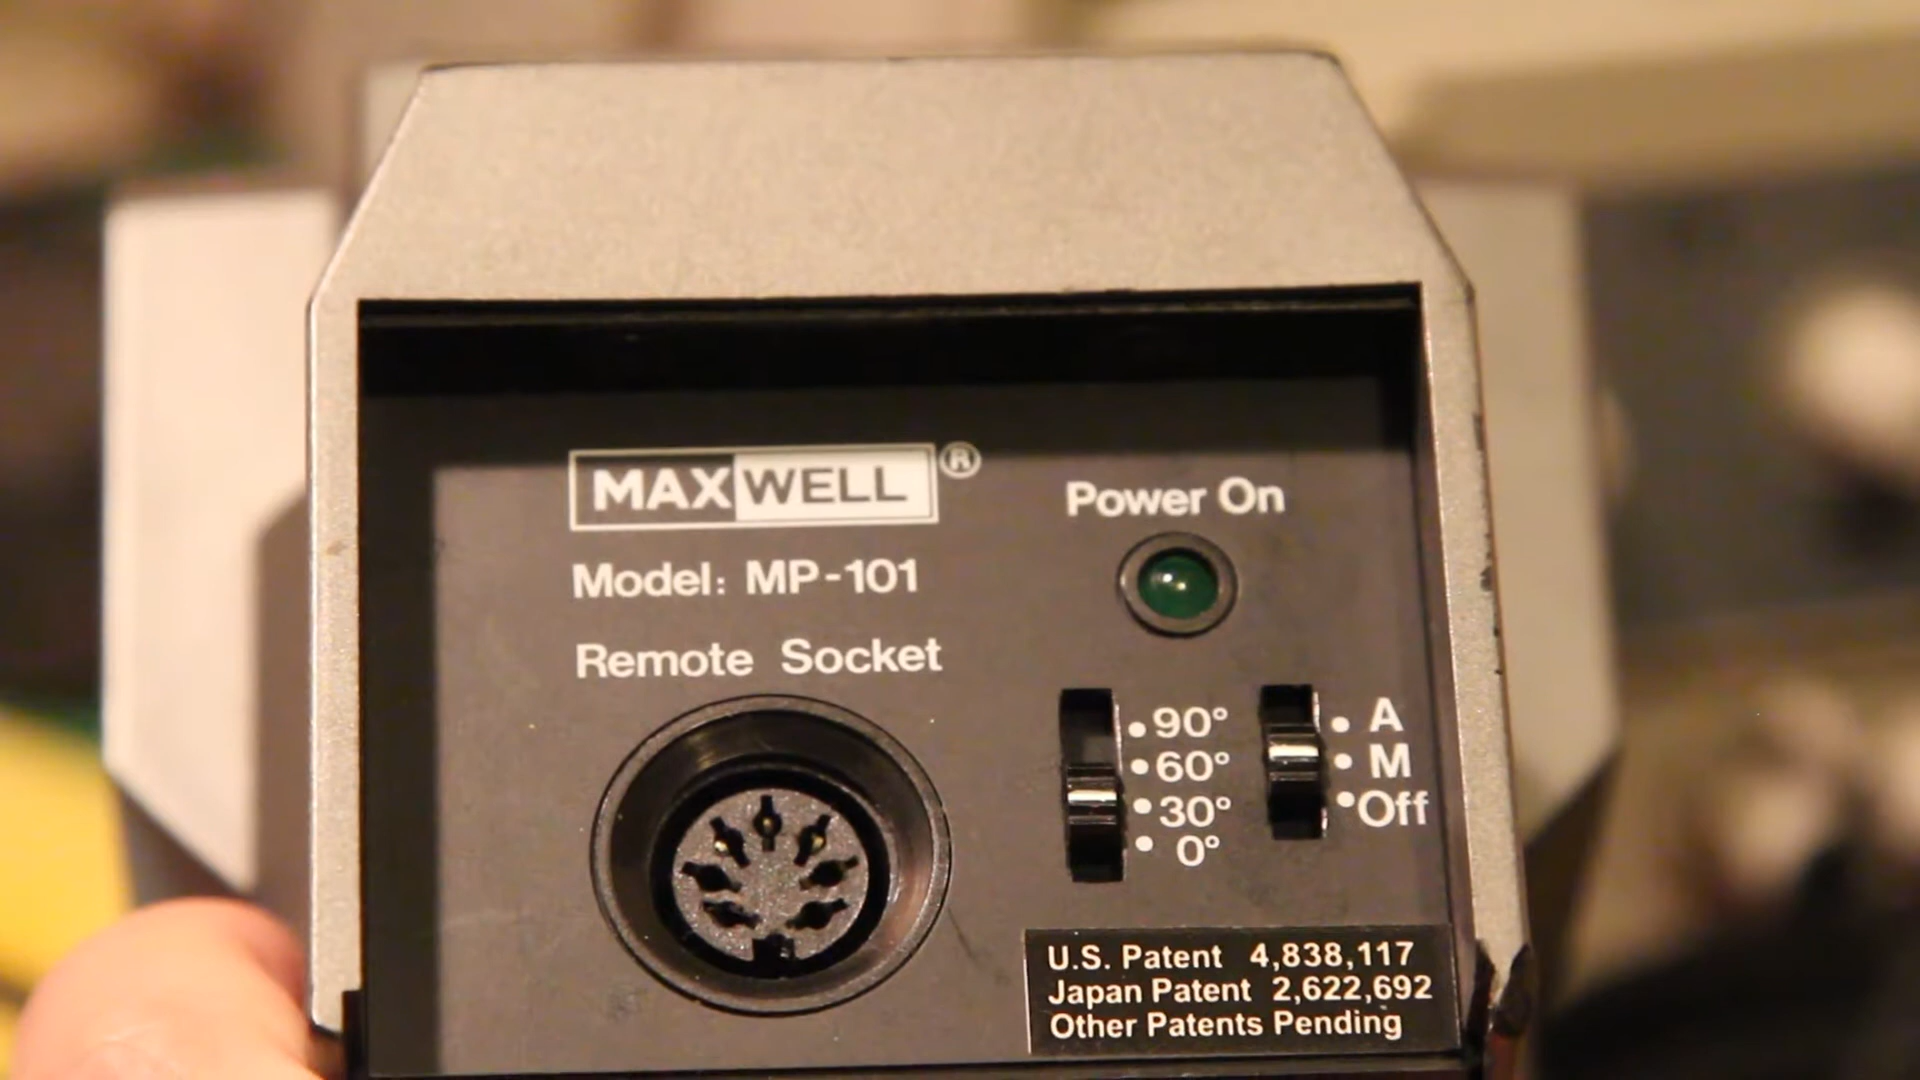 MAXWELL®
Model: MP-101
Remote Socket
Power On
90°
60°
30°
0°
A
M
Off
U.S. Patent 4,838,117
Japan Patent 2,622,692
Other Patents Pending